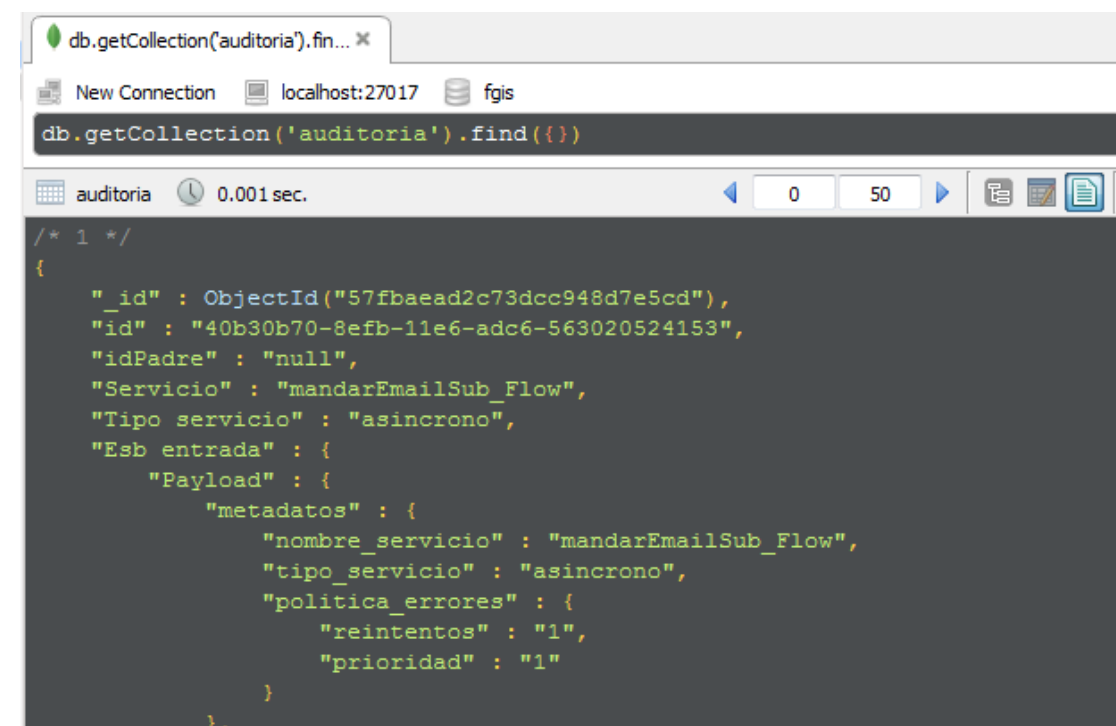 db.getCollection('auditoria').fin...
New Connection localhost:27017 fgis
db.getCollection('auditoria').find({})
auditoria 0.001 sec. 0 50
/* 1 */
{
"_id" : ObjectId("57fbaead2c73dcc948d7e5cd"),
"id" : "40b30b70-8efb-11e6-adc6-563020524153",
"idPadre" : "null",
"Servicio" : "mandarEmailSub_Flow",
"Tipo servicio" : "asincrono",
"Esb entrada" : {
"Payload" : {
"metadatos" : {
"nombre_servicio" : "mandarEmailSub_Flow",
"tipo_servicio" : "asincrono",
"politica_errores" : {
"reintentos" : "1",
"prioridad" : "1"
}
},